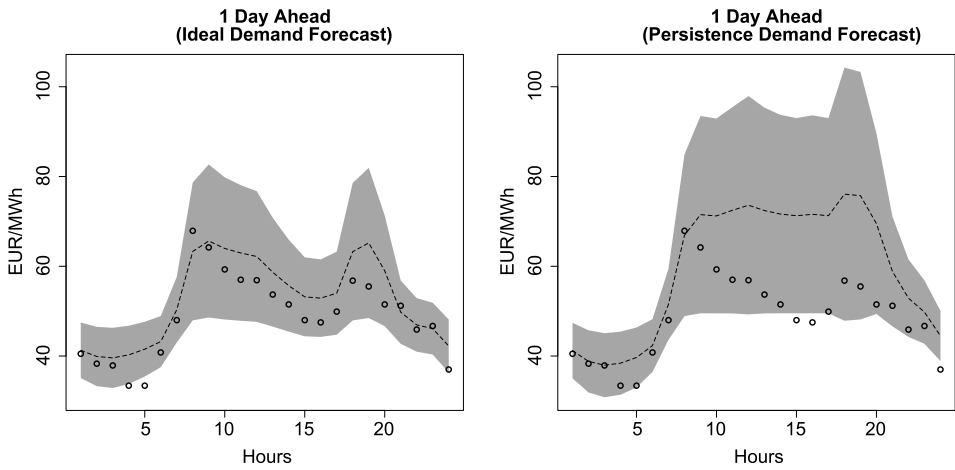 1 Day Ahead
(Ideal Demand Forecast)
EUR/MWh
100
80
60
40
5
10
15
20
Hours
1 Day Ahead
(Persistence Demand Forecast)
EUR/MWh
100
80
60
40
5
10
15
20
Hours